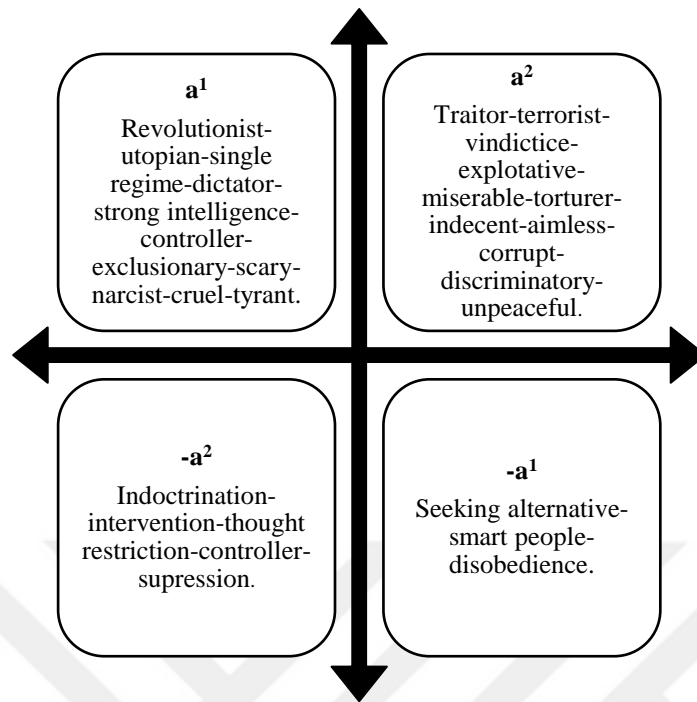 a¹
Revolutionist-
utopian-single
regime-dictator-
strong intelligence-
controller-
exclusionary-scary-
narcist-cruel-tyrant.
a²
Traitor-terrorist-
vindictice-
explotative-
miserable-torturer-
indecent-aimless-
corrupt-
discriminatory-
unpeaceful.
-a²
Indoctrination-
intervention-thought
restriction-controller-
supression.
-a¹
Seeking alternative-
smart people-
disobedience.